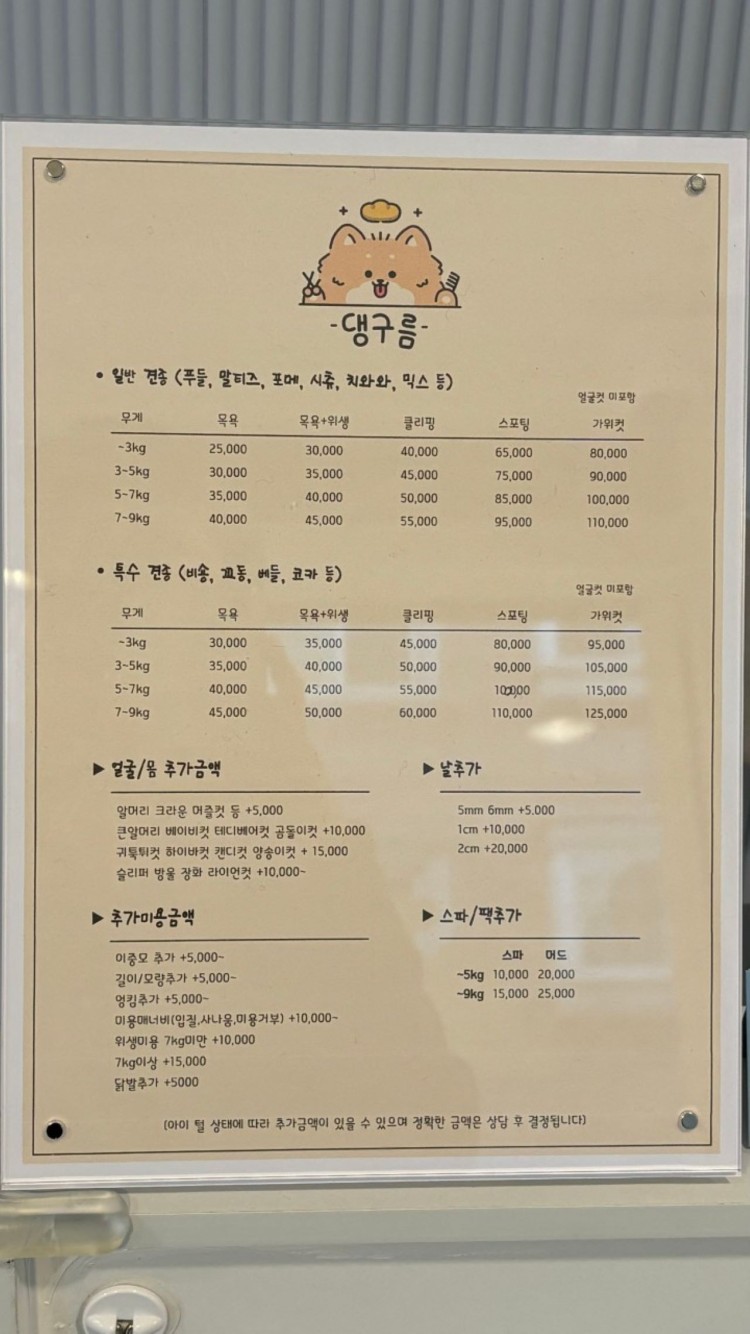 -댕구름-
• 일반 견종 (푸들, 말티즈, 포메, 시츄, 치와와, 믹스 등)
얼굴컷 미포함
무게 목욕 목욕+위생 클리핑 스포팅 가위컷
~3kg 25,000 30,000 40,000 65,000 80,000
3~5kg 30,000 35,000 45,000 75,000 90,000
5~7kg 35,000 40,000 50,000 85,000 100,000
7~9kg 40,000 45,000 55,000 95,000 110,000
• 특수 견종 (비숑, 꼬똥, 베들, 코카 등)
얼굴컷 미포함
무게 목욕 목욕+위생 클리핑 스포팅 가위컷
~3kg 30,000 35,000 45,000 80,000 95,000
3~5kg 35,000 40,000 50,000 90,000 105,000
5~7kg 40,000 45,000 55,000 115,000
7~9kg 45,000 50,000 60,000 110,000 125,000
▶ 얼굴/몸 추가금액
알머리 크라운 머즐컷 등 +5,000
큰알머리 베이비컷 테디베어컷 곰돌이컷 +10,000
귀툭튀컷 하이바컷 캔디컷 양송이컷 + 15,000
슬리퍼 방울 장화 라이언컷 +10,000~
▶ 날추가
5mm 6mm +5,000
1cm +10,000
2cm +20,000
▶ 추가미용금액
이중모 추가 +5,000~
길이/모량추가 +5,000~
엉킴추가 +5,000~
미용매너비(입질,사나움,미용거부) +10,000~
위생미용 7kg미만 +10,000
7kg이상 +15,000
닭발추가 +5000
▶ 스파/팩추가
스파 머드
~5kg 10,000 20,000
~9kg 15,000 25,000
(아이 털 상태에 따라 추가금액이 있을 수 있으며 정확한 금액은 상담 후 결정됩니다)